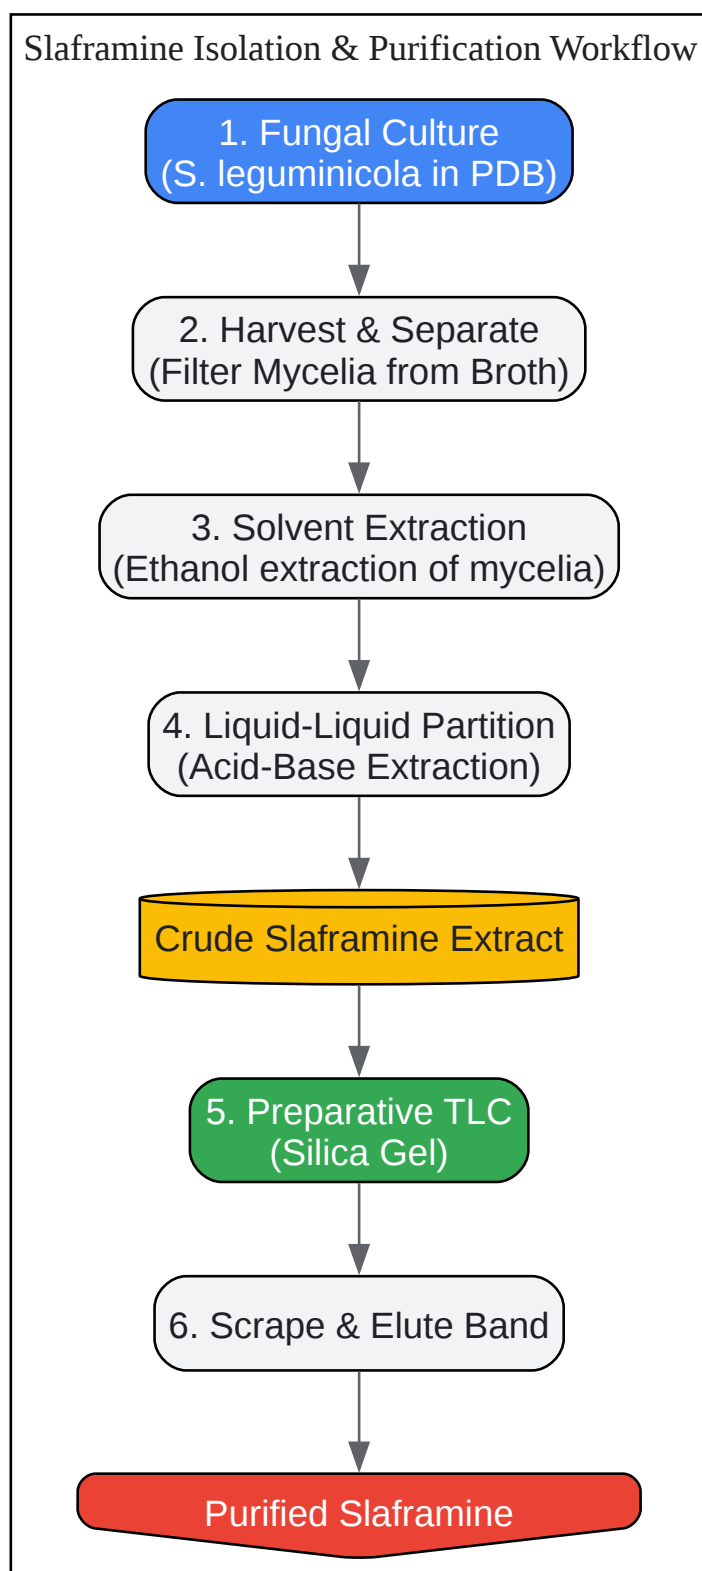 Slaframine Isolation & Purification Workflow
1. Fungal Culture
(S. leguminicola in PDB)
2. Harvest & Separate
(Filter Mycelia from Broth)
3. Solvent Extraction
(Ethanol extraction of mycelia)
4. Liquid-Liquid Partition
(Acid-Base Extraction)
Crude Slaframine Extract
5. Preparative TLC
(Silica Gel)
6. Scrape & Elute Band
Purified Slaframine